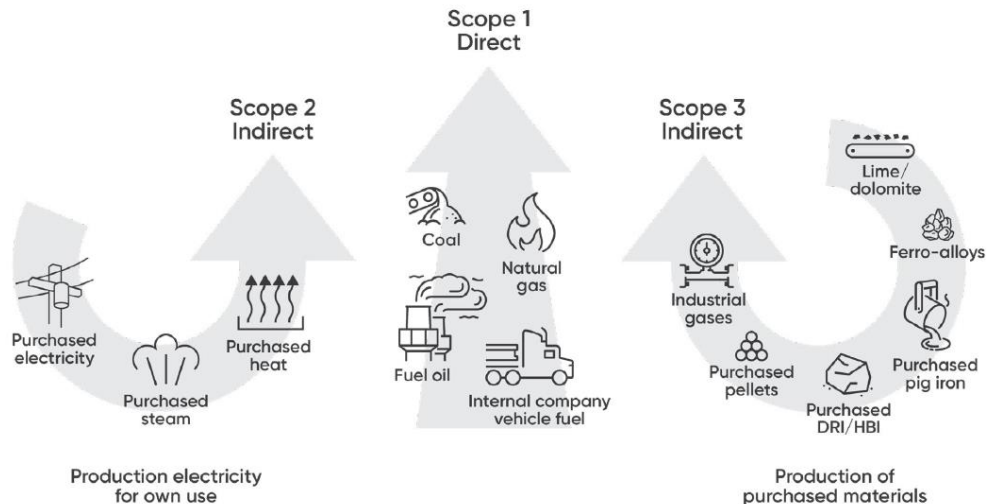 Scope 1
Direct
Scope 2
Indirect
Scope 3
Indirect
Purchased
electricity
Purchased
steam
Purchased
heat
Coal
Natural
gas
Fuel oil
Internal company
vehicle fuel
Lime/
dolomite
Ferro-alloys
Industrial
gases
Purchased
pellets
Purchased
DRI/HBI
Purchased
pig iron
Production electricity
for own use
Production of
purchased materials